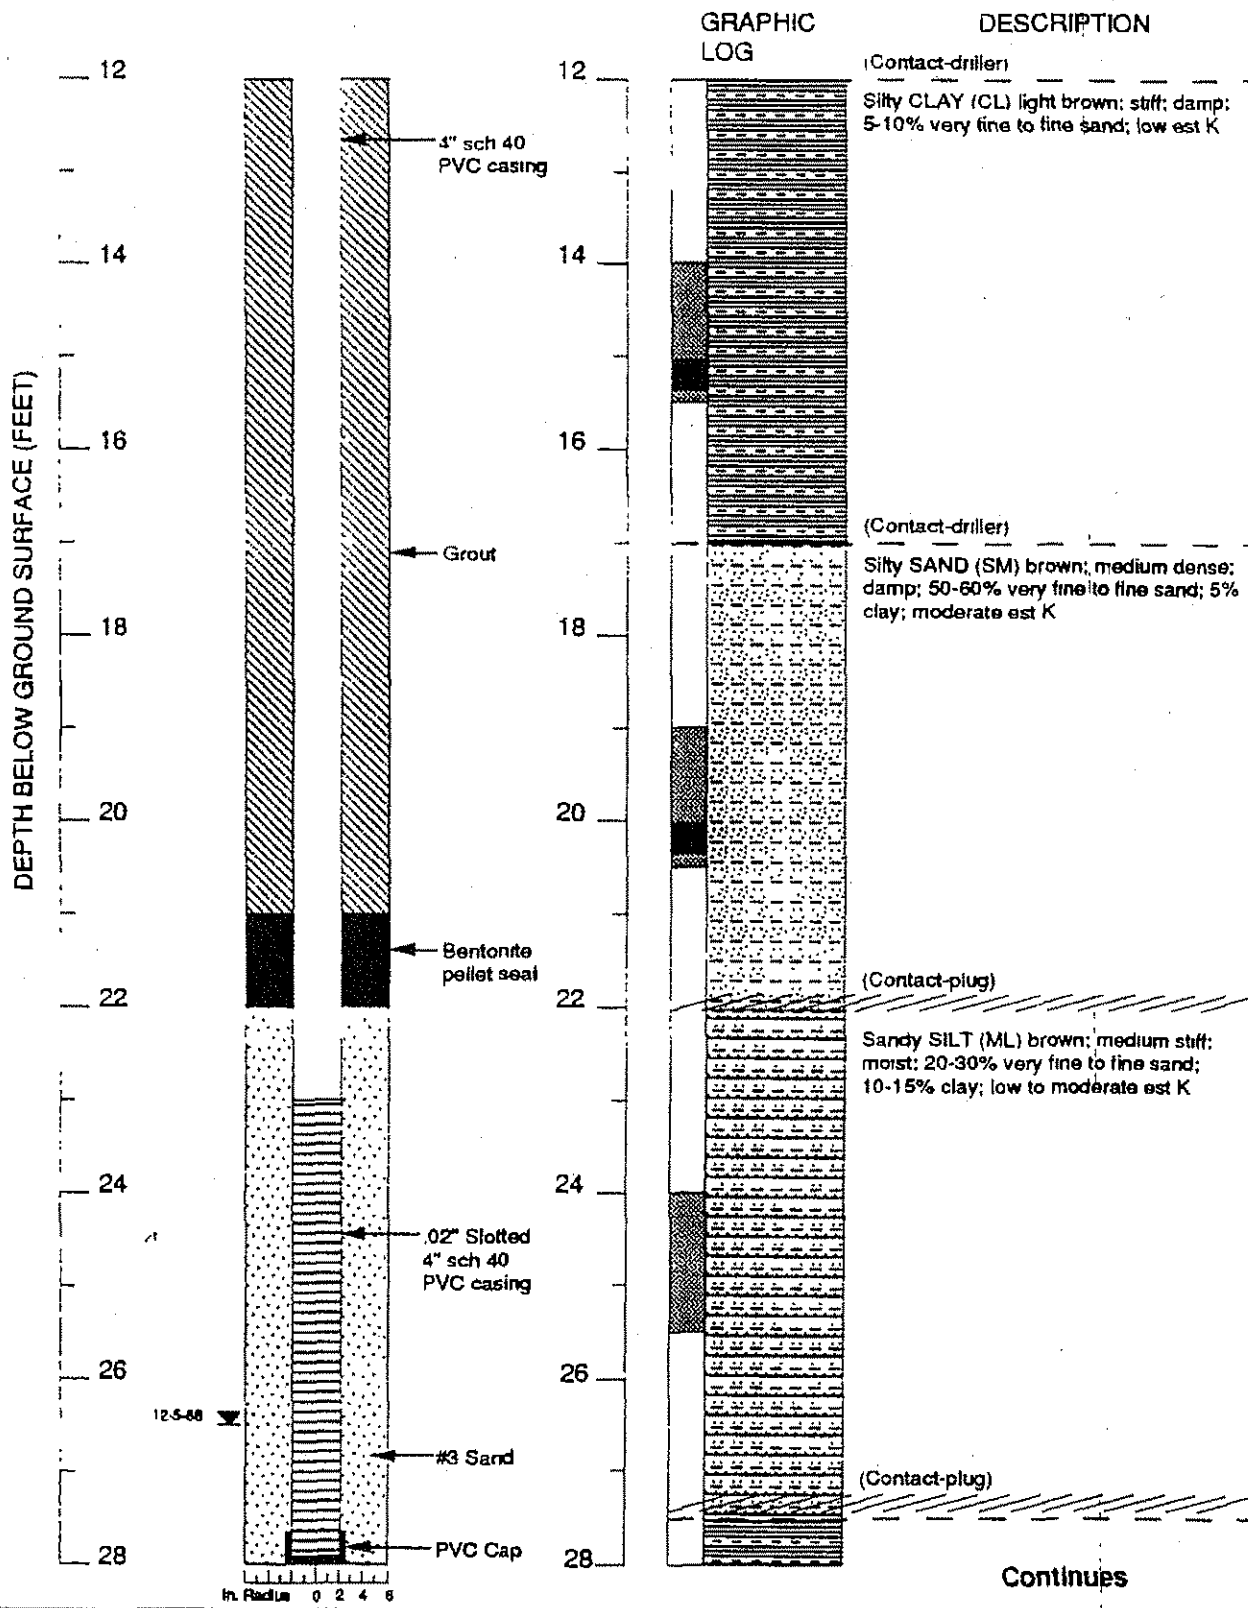 GRAPHIC
LOG
DESCRIPTION
DEPTH BELOW GROUND SURFACE (FEET)
12
14
16
18
20
22
24
26
28
4" sch 40
PVC casing
Grout
Bentonite
pellet seal
.02" Slotted
4" sch 40
PVC casing
12-5-88
#3 Sand
PVC Cap
In. Radius 0 2 4 6
12
14
16
18
20
22
24
26
28
(Contact-driller)
Silty CLAY (CL) light brown; stiff; damp;
5-10% very fine to fine sand; low est K
(Contact-driller)
Silty SAND (SM) brown; medium dense;
damp; 50-60% very fine to fine sand; 5%
clay; moderate est K
(Contact-plug)
Sandy SILT (ML) brown; medium stiff;
moist; 20-30% very fine to fine sand;
10-15% clay; low to moderate est K
(Contact-plug)
Continues